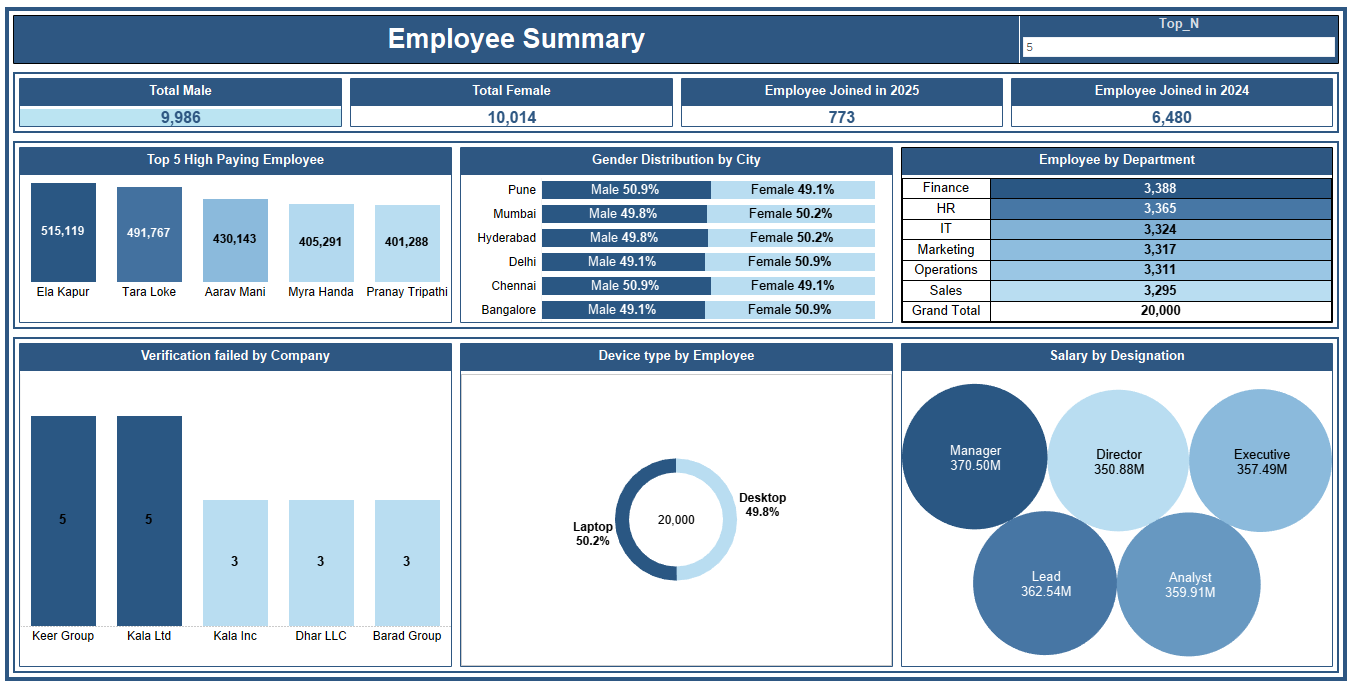 Employee Summary
Top_N
5
Total Male
9,986
Total Female
10,014
Employee Joined in 2025
773
Employee Joined in 2024
6,480
Top 5 High Paying Employee
515,119
491,767
430,143
405,291
401,288
Ela Kapur
Tara Loke
Aarav Mani
Myra Handa
Pranay Tripathi
Gender Distribution by City
Pune Male 50.9% Female 49.1%
Mumbai Male 49.8% Female 50.2%
Hyderabad Male 49.8% Female 50.2%
Delhi Male 49.1% Female 50.9%
Chennai Male 50.9% Female 49.1%
Bangalore Male 49.1% Female 50.9%
Employee by Department
Finance 3,388
HR 3,365
IT 3,324
Marketing 3,317
Operations 3,311
Sales 3,295
Grand Total 20,000
Verification failed by Company
5
5
3
3
3
Keer Group
Kala Ltd
Kala Inc
Dhar LLC
Barad Group
Device type by Employee
Desktop
49.8%
20,000
Laptop
50.2%
Salary by Designation
Manager
370.50M
Director
350.88M
Executive
357.49M
Lead
362.54M
Analyst
359.91M